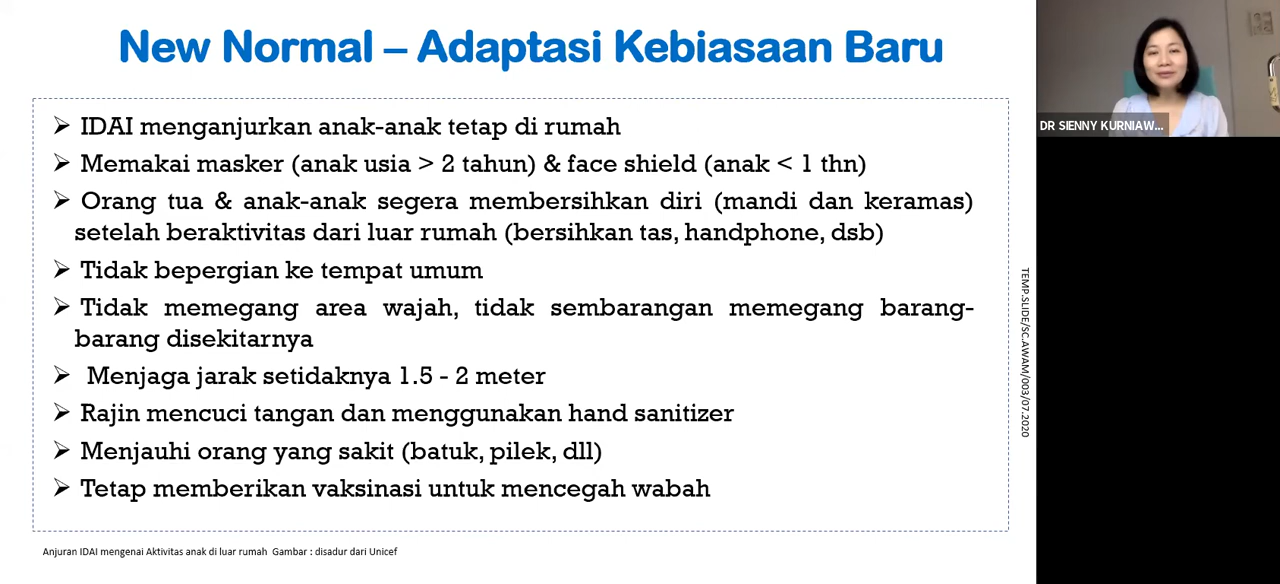 New Normal – Adaptasi Kebiasaan Baru
➢ IDAI menganjurkan anak-anak tetap di rumah
➢ Memakai masker (anak usia > 2 tahun) & face shield (anak < 1 thn)
➢ Orang tua & anak-anak segera membersihkan diri (mandi dan keramas)
setelah beraktivitas dari luar rumah (bersihkan tas, handphone, dsb)
➢ Tidak bepergian ke tempat umum
➢ Tidak memegang area wajah, tidak sembarangan memegang barang-
barang disekitarnya
➢ Menjaga jarak setidaknya 1.5 - 2 meter
➢ Rajin mencuci tangan dan menggunakan hand sanitizer
➢ Menjauhi orang yang sakit (batuk, pilek, dll)
➢ Tetap memberikan vaksinasi untuk mencegah wabah
Anjuran IDAI mengenai Aktivitas anak di luar rumah Gambar : disadur dari Unicef
TEMP.SLIDE/SC.AWAM/003/07.2020
DR SIENNY KURNIAW...